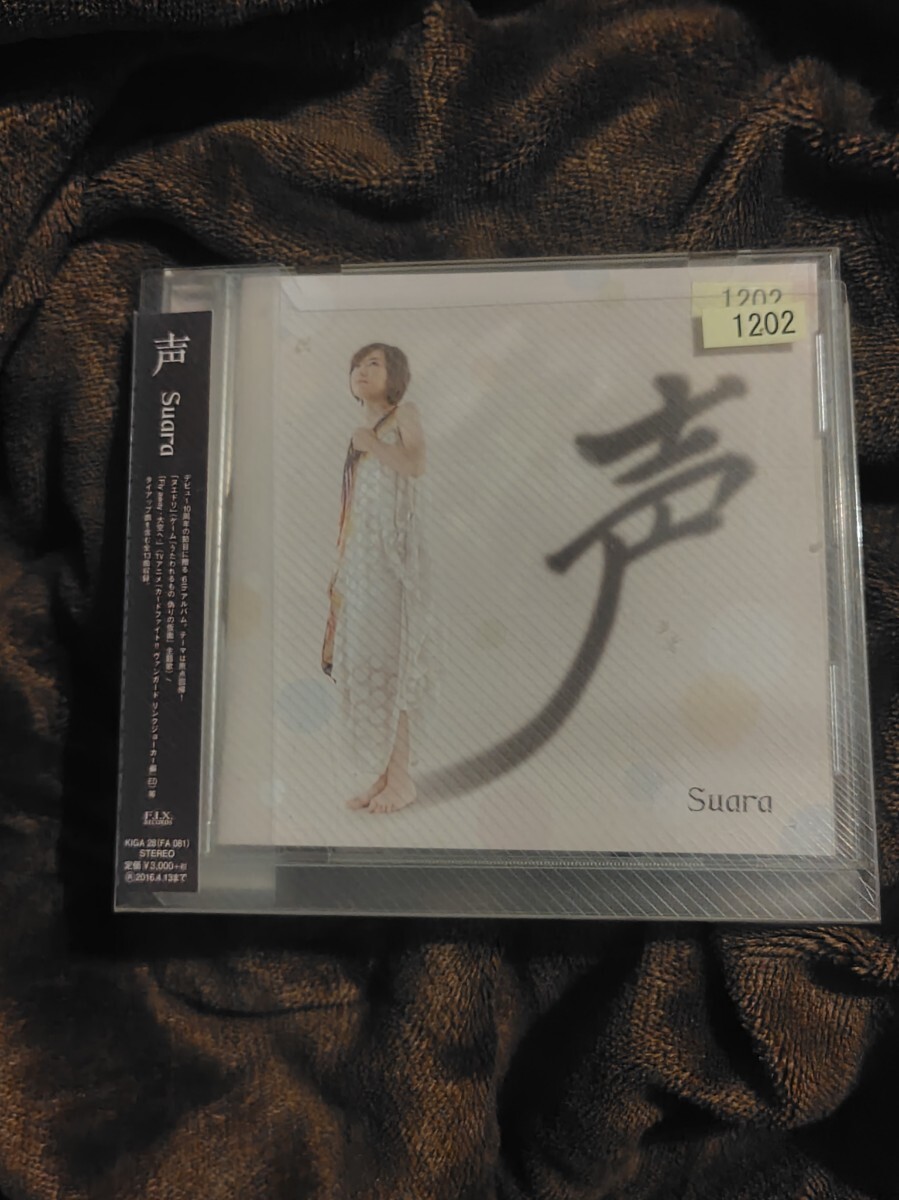 声 Suara
デビュー10周年の節目に贈る 6thアルバム。テーマは原点回帰!
「ヌエドリ」(ゲーム「うたわれるもの 偽りの仮面」主題歌)、
「Fly away -大空へ-」(TVアニメ「カードファイト!! ヴァンガード リンクジョーカー編」ED)等
タイアップ曲を含む全13曲収録。
F.I.X. RECORDS
KIGA 28(FA 081)
STEREO
定価 ¥3,000+税
Ⓟ2016.4.13まで
1202
1202
声
Suara